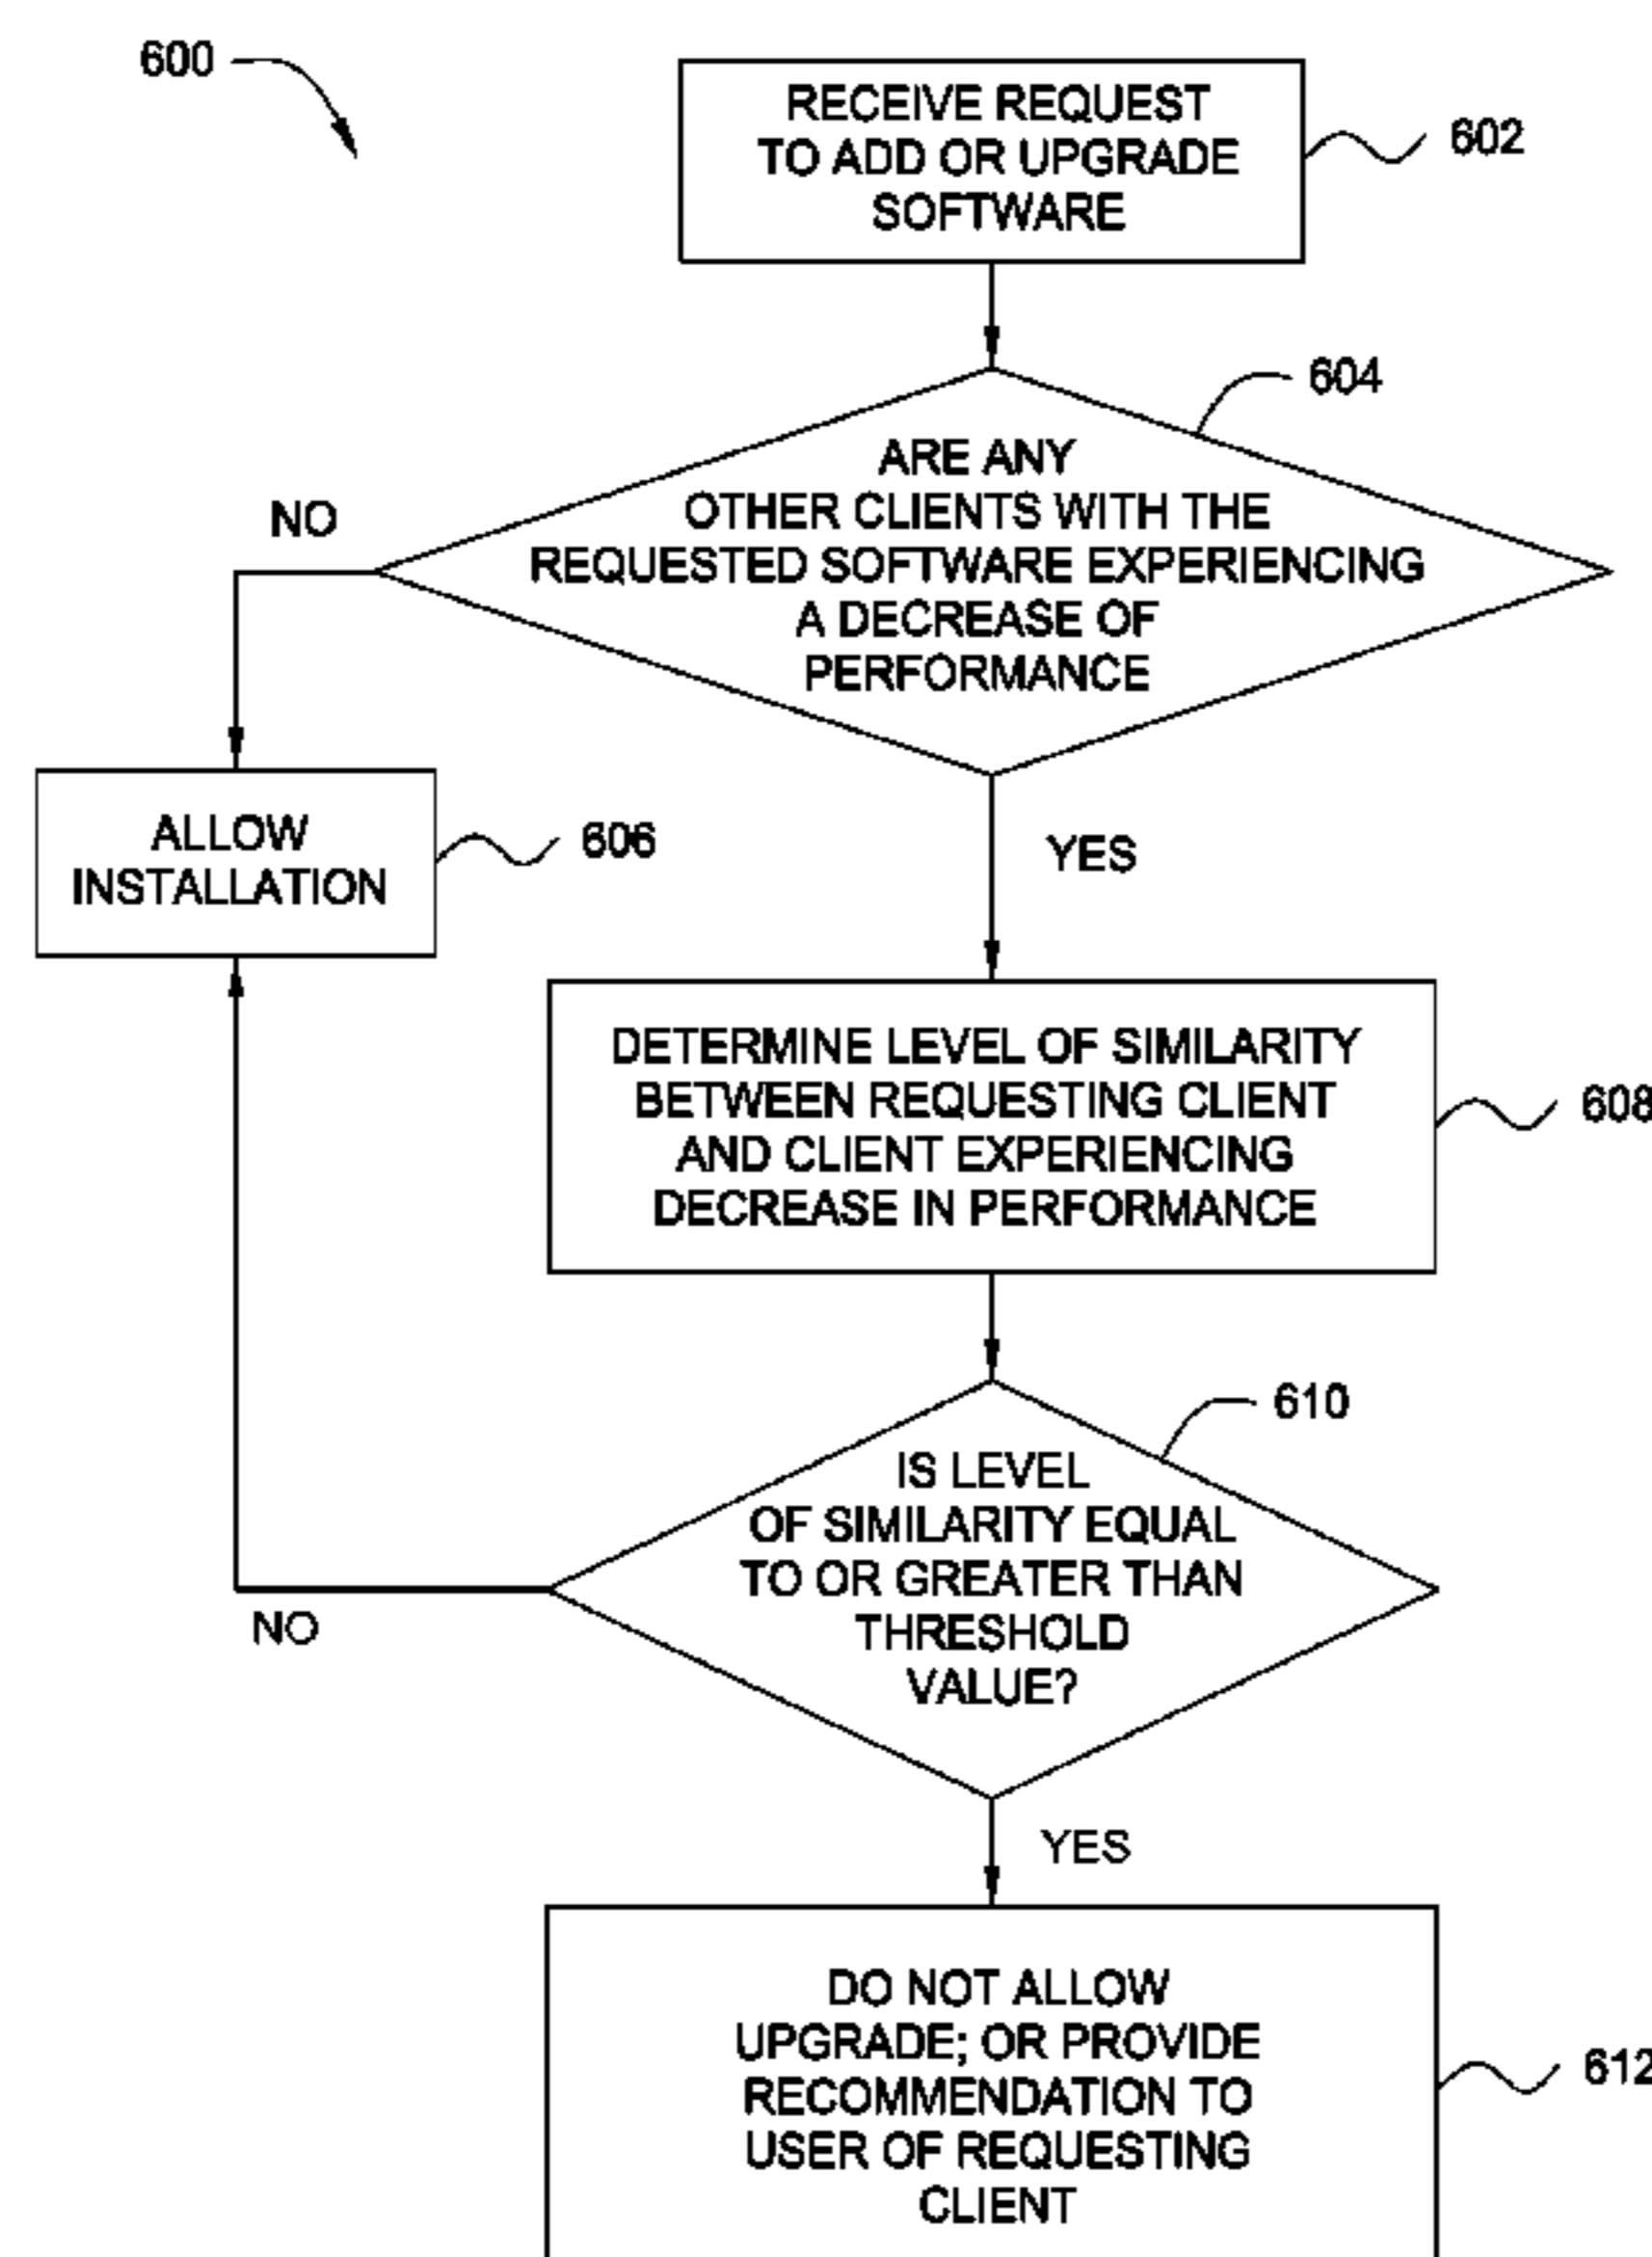 600
RECEIVE REQUEST
TO ADD OR UPGRADE
SOFTWARE
602
604
ARE ANY
OTHER CLIENTS WITH THE
REQUESTED SOFTWARE EXPERIENCING
A DECREASE OF
PERFORMANCE
NO
ALLOW
INSTALLATION
606
YES
DETERMINE LEVEL OF SIMILARITY
BETWEEN REQUESTING CLIENT
AND CLIENT EXPERIENCING
DECREASE IN PERFORMANCE
608
610
IS LEVEL
OF SIMILARITY EQUAL
TO OR GREATER THAN
THRESHOLD
VALUE?
NO
YES
DO NOT ALLOW
UPGRADE; OR PROVIDE
RECOMMENDATION TO
USER OF REQUESTING
CLIENT
612